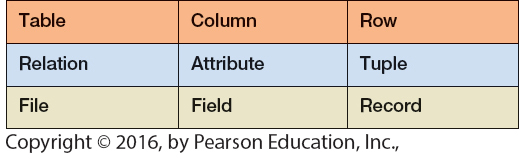 Table Column Row
Relation Attribute Tuple
File Field Record
Copyright © 2016, by Pearson Education, Inc.,